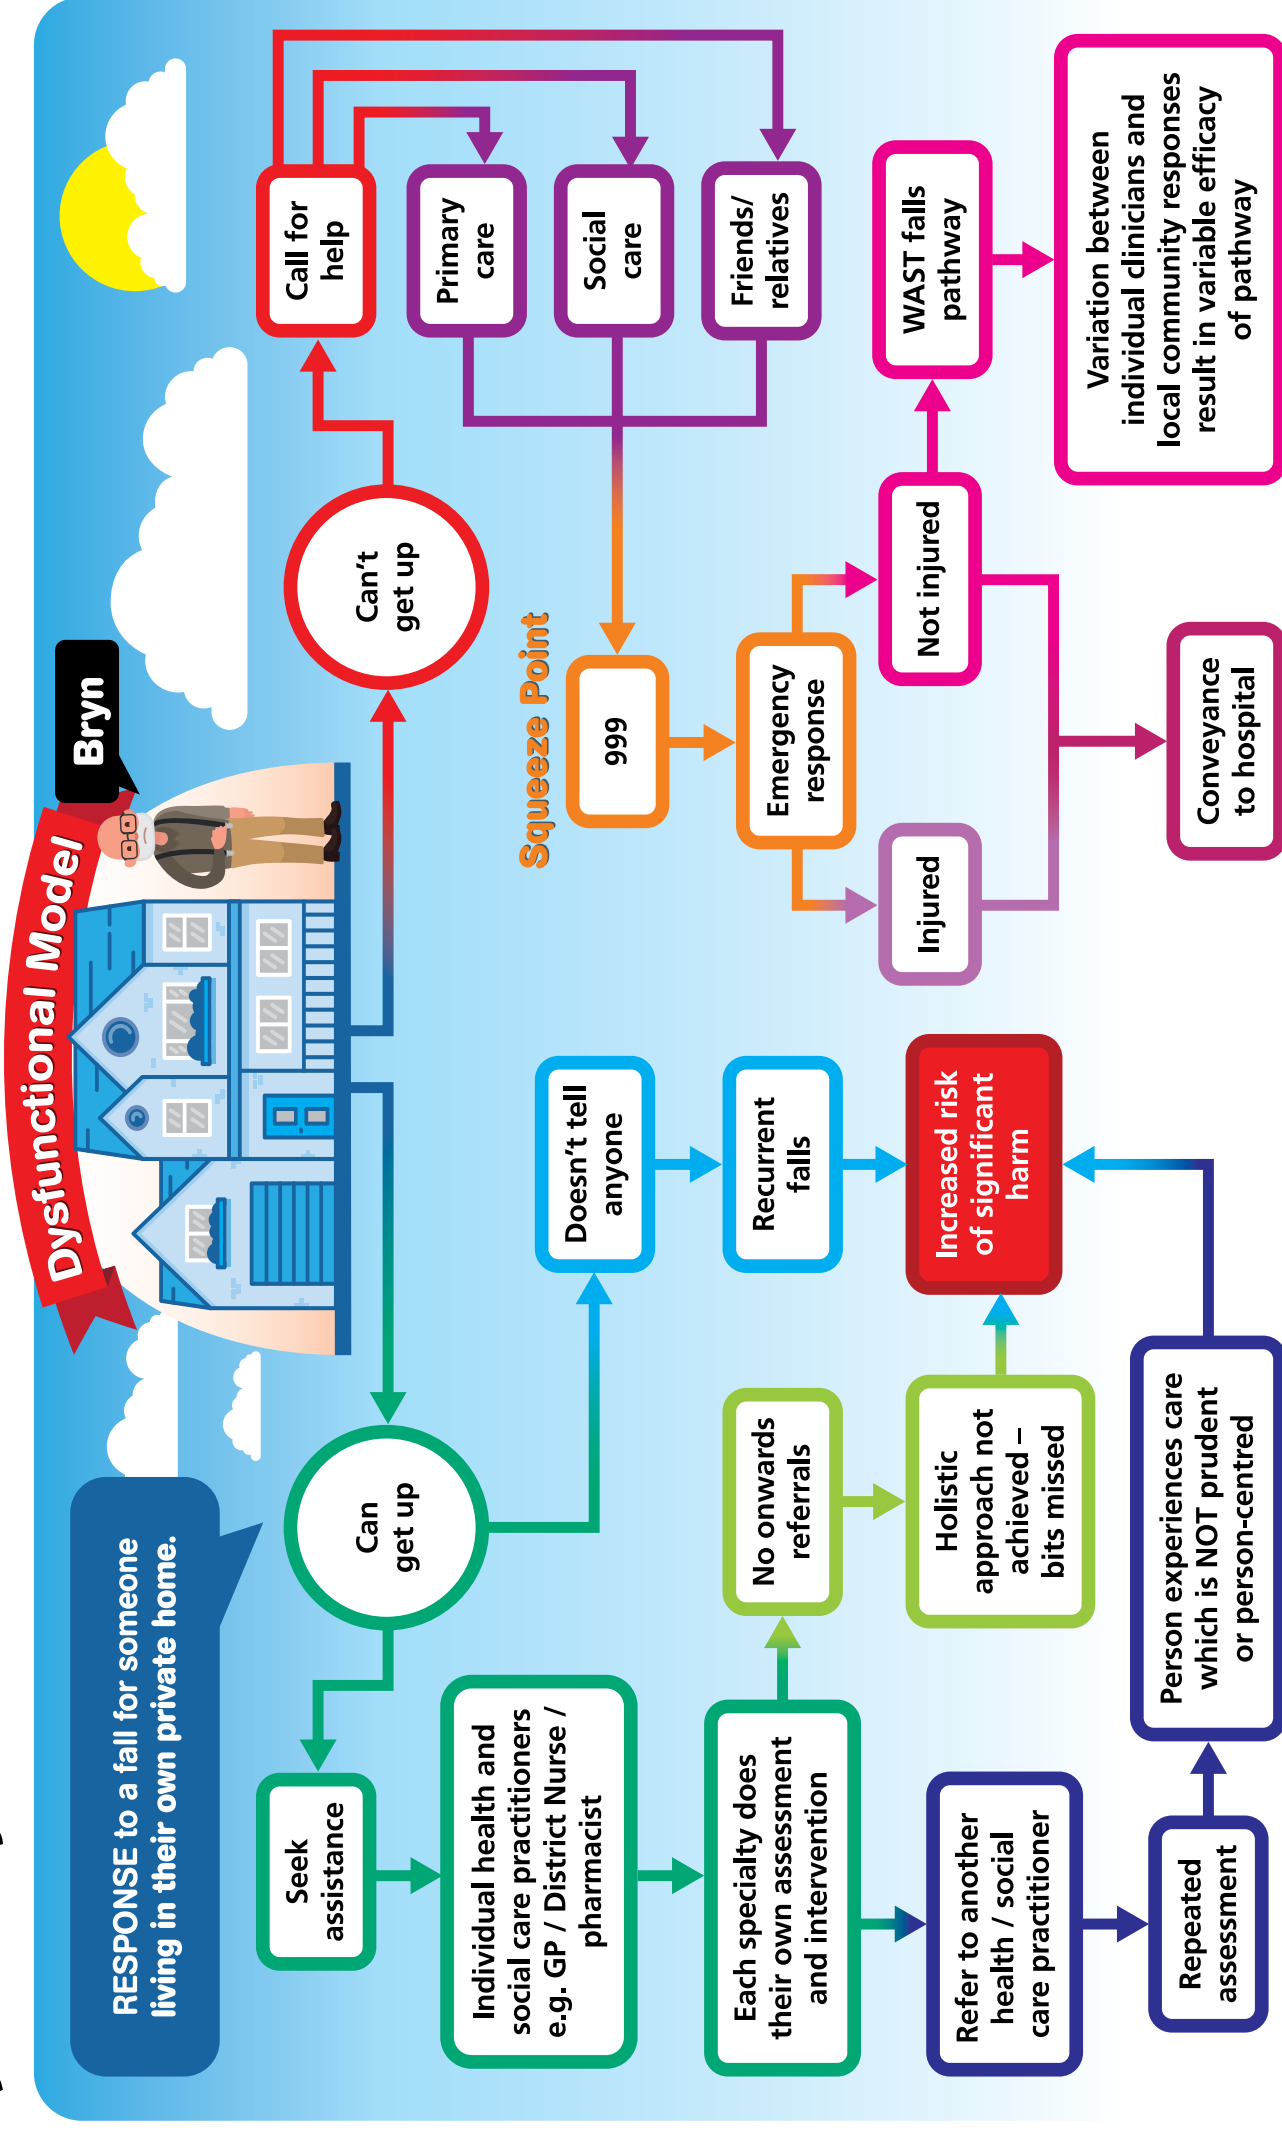 Dysfunctional Model
Bryn
RESPONSE to a fall for someone
living in their own private home.
Can
get up
Can't
get up
Seek
assistance
Call for
help
Individual health and
social care practitioners
e.g. GP / District Nurse /
pharmacist
Doesn't tell
anyone
Primary
care
Social
care
Friends/
relatives
Squeeze Point
999
Each specialty does
their own assessment
and intervention
No onwards
referrals
Recurrent
falls
Emergency
response
Refer to another
health / social
care practitioner
Holistic
approach not
achieved –
bits missed
Increased risk
of significant
harm
Injured
Not injured
WAST falls
pathway
Repeated
assessment
Person experiences care
which is NOT prudent
or person-centred
Conveyance
to hospital
Variation between
individual clinicians and
local community responses
result in variable efficacy
of pathway